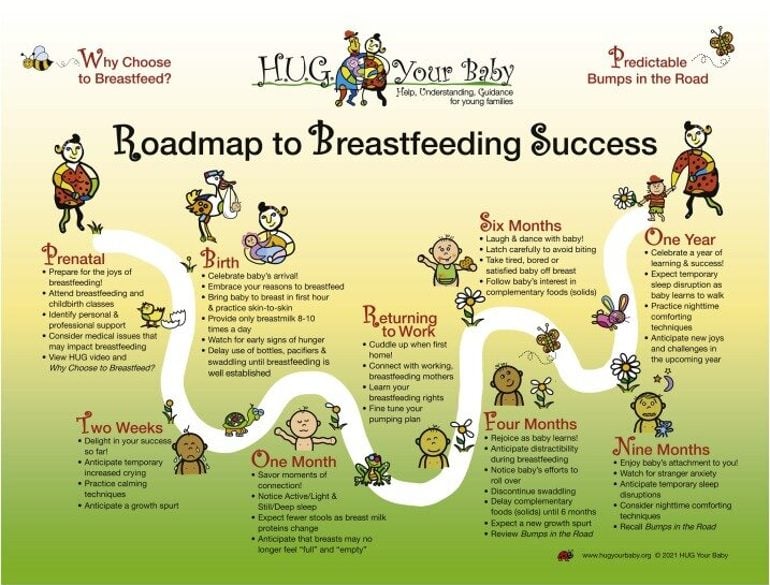 Why Choose
to Breastfeed?
H.U.G. Your Baby
Help, Understanding, Guidance
for young families
Predictable
Bumps in the Road
Roadmap to Breastfeeding Success
Prenatal
• Prepare for the joys of
breastfeeding!
• Attend breastfeeding and
childbirth classes
• Identify personal &
professional support
• Consider medical issues that
may impact breastfeeding
• View HUG video and
Why Choose to Breastfeed?
Birth
• Celebrate baby's arrival!
• Embrace your reasons to breastfeed
• Bring baby to breast in first hour
& practice skin-to-skin
• Provide only breastmilk 8-10
times a day
• Watch for early signs of hunger
• Delay use of bottles, pacifiers &
swaddling until breastfeeding is
well established
Two Weeks
• Delight in your success
so far!
• Anticipate temporary
increased crying
• Practice calming
techniques
• Anticipate a growth spurt
One Month
• Savor moments of
connection!
• Notice Active/Light &
Still/Deep sleep
• Expect fewer stools as breast milk
proteins change
• Anticipate that breasts may no
longer feel "full" and "empty"
Returning
to Work
• Cuddle up when first
home!
• Connect with working,
breastfeeding mothers
• Learn your
breastfeeding rights
• Fine tune your
pumping plan
Four Months
• Rejoice as baby learns!
• Anticipate distractibility
during breastfeeding
• Notice baby's efforts to
roll over
• Discontinue swaddling
• Delay complementary
foods (solids) until 6 months
• Expect a new growth spurt
• Review Bumps in the Road
Six Months
• Laugh & dance with baby!
• Latch carefully to avoid biting
• Take tired, bored or
satisfied baby off breast
• Follow baby's interest in
complementary foods (solids)
Nine Months
• Enjoy baby's attachment to you!
• Watch for stranger anxiety
• Anticipate temporary sleep
disruptions
• Consider nighttime comforting
techniques
• Recall Bumps in the Road
One Year
• Celebrate a year of
learning & success!
• Expect temporary
sleep disruption as
baby learns to walk
• Practice nighttime
comforting
techniques
• Anticipate new joys
and challenges in
the upcoming year
www.hugyourbaby.org © 2021 HUG Your Baby